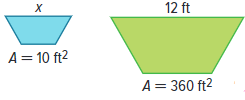 x
12 ft
A = 10 ft²
A = 360 ft²